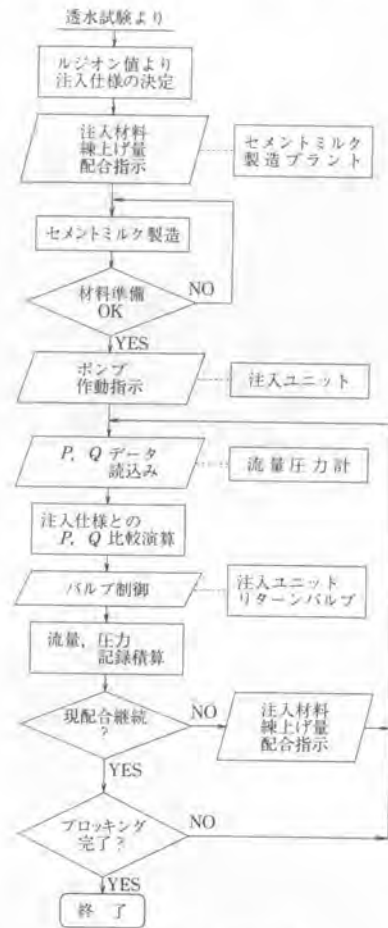 透水試験より
ルジオン値より
注入仕様の決定
注入材料
練上げ量
配合指示
セメントミルク
製造プラント
セメントミルク製造
材料準備
OK
NO
YES
ポンプ
作動指示
注入ユニット
P, Q データ
読込み
流量圧力計
注入仕様との
P, Q 比較演算
バルブ制御
注入ユニット
リターンバルブ
流量，圧力
記録積算
現配合継続
?
NO
注入材料
練上げ量
配合指示
YES
ブロッキング
完了?
NO
YES
終了